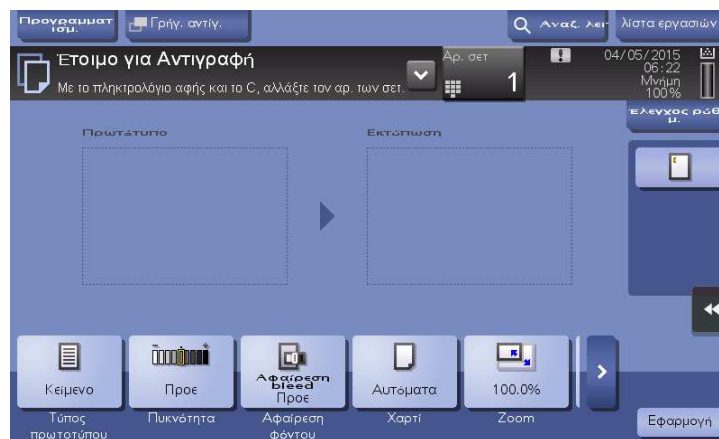 Προγραμματ
ισμ.
Γρήγ. αντίγ.
Αναζ. λει
λίστα εργασιών
Έτοιμο για Αντιγραφή
Με το πληκτρολόγιο αφής και το C, αλλάξτε τον αρ. των σετ.
Αρ. σετ
1
04/05/2015
06:22
Μνήμη
100%
Έλεγχος ρύθ
μ.
Πρωτότυπο
Εκτύπωση
Κείμενο
Προε
Αφαίρεση
bleed
Προε
Αυτόματα
100.0%
Τύπος
πρωτοτύπου
Πυκνότητα
Αφαίρεση
φόντου
Χαρτί
Zoom
Εφαρμογή